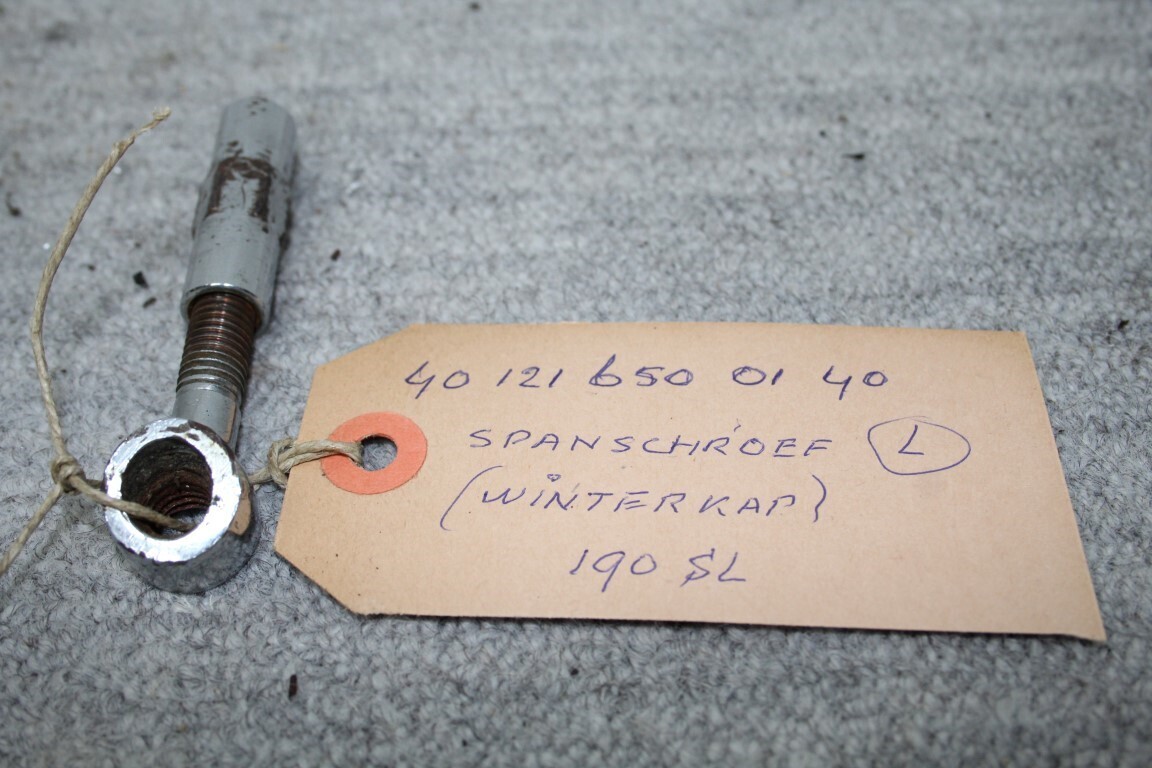 40 121 650 01 40
SPANSCHROEF L
(WINTERKAP)
190 SL